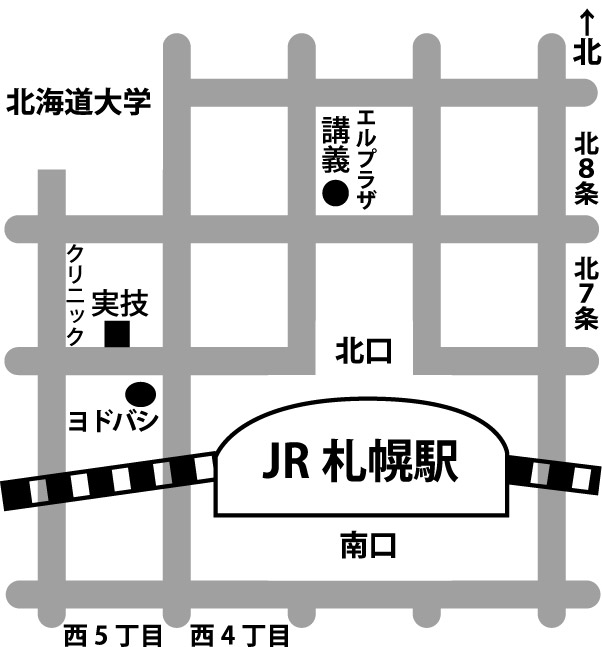 ↑
北
北海道大学
エルプラザ
講義
北8条
クリニック
実技
北7条
北口
ヨドバシ
JR 札幌駅
南口
西5丁目
西4丁目